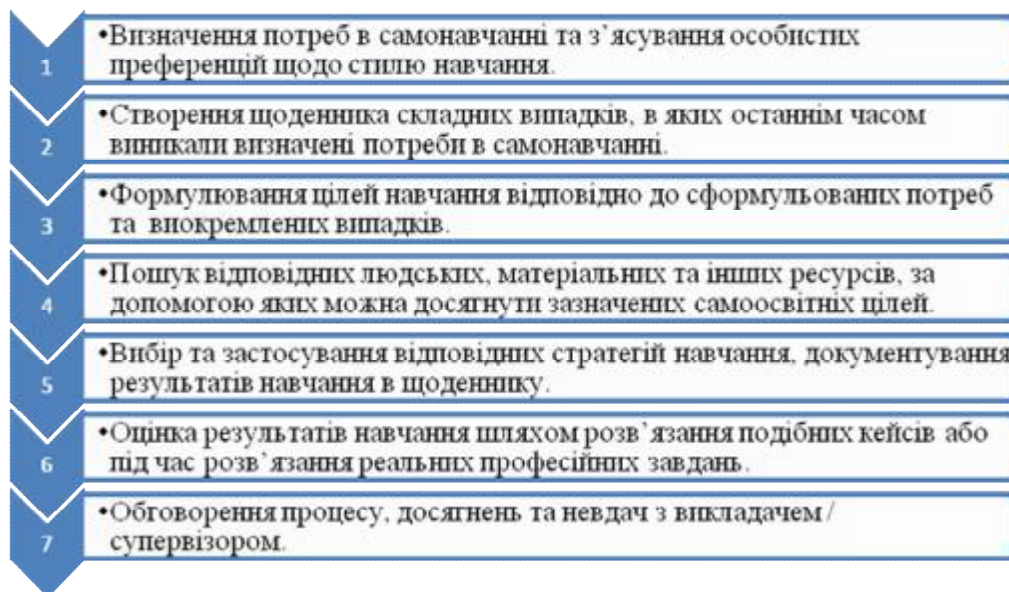 1
•Визначення потреб в самонавчанні та з’ясування особистих
преференцій щодо стилю навчання.
2
•Створення щоденника складних випадків, в яких останнім часом
виникали визначені потреби в самонавчанні.
3
•Формулювання цілей навчання відповідно до сформульованих потреб
та виокремлених випадків.
4
•Пошук відповідних людських, матеріальних та інших ресурсів, за
допомогою яких можна досягнути зазначених самоосвітніх цілей.
5
•Вибір та застосування відповідних стратегій навчання, документування
результатів навчання в щоденнику.
6
•Оцінка результатів навчання шляхом розв’язання подібних кейсів або
під час розв’язання реальних професійних завдань.
7
•Обговорення процесу, досягнень та невдач з викладачем /
супервізором.